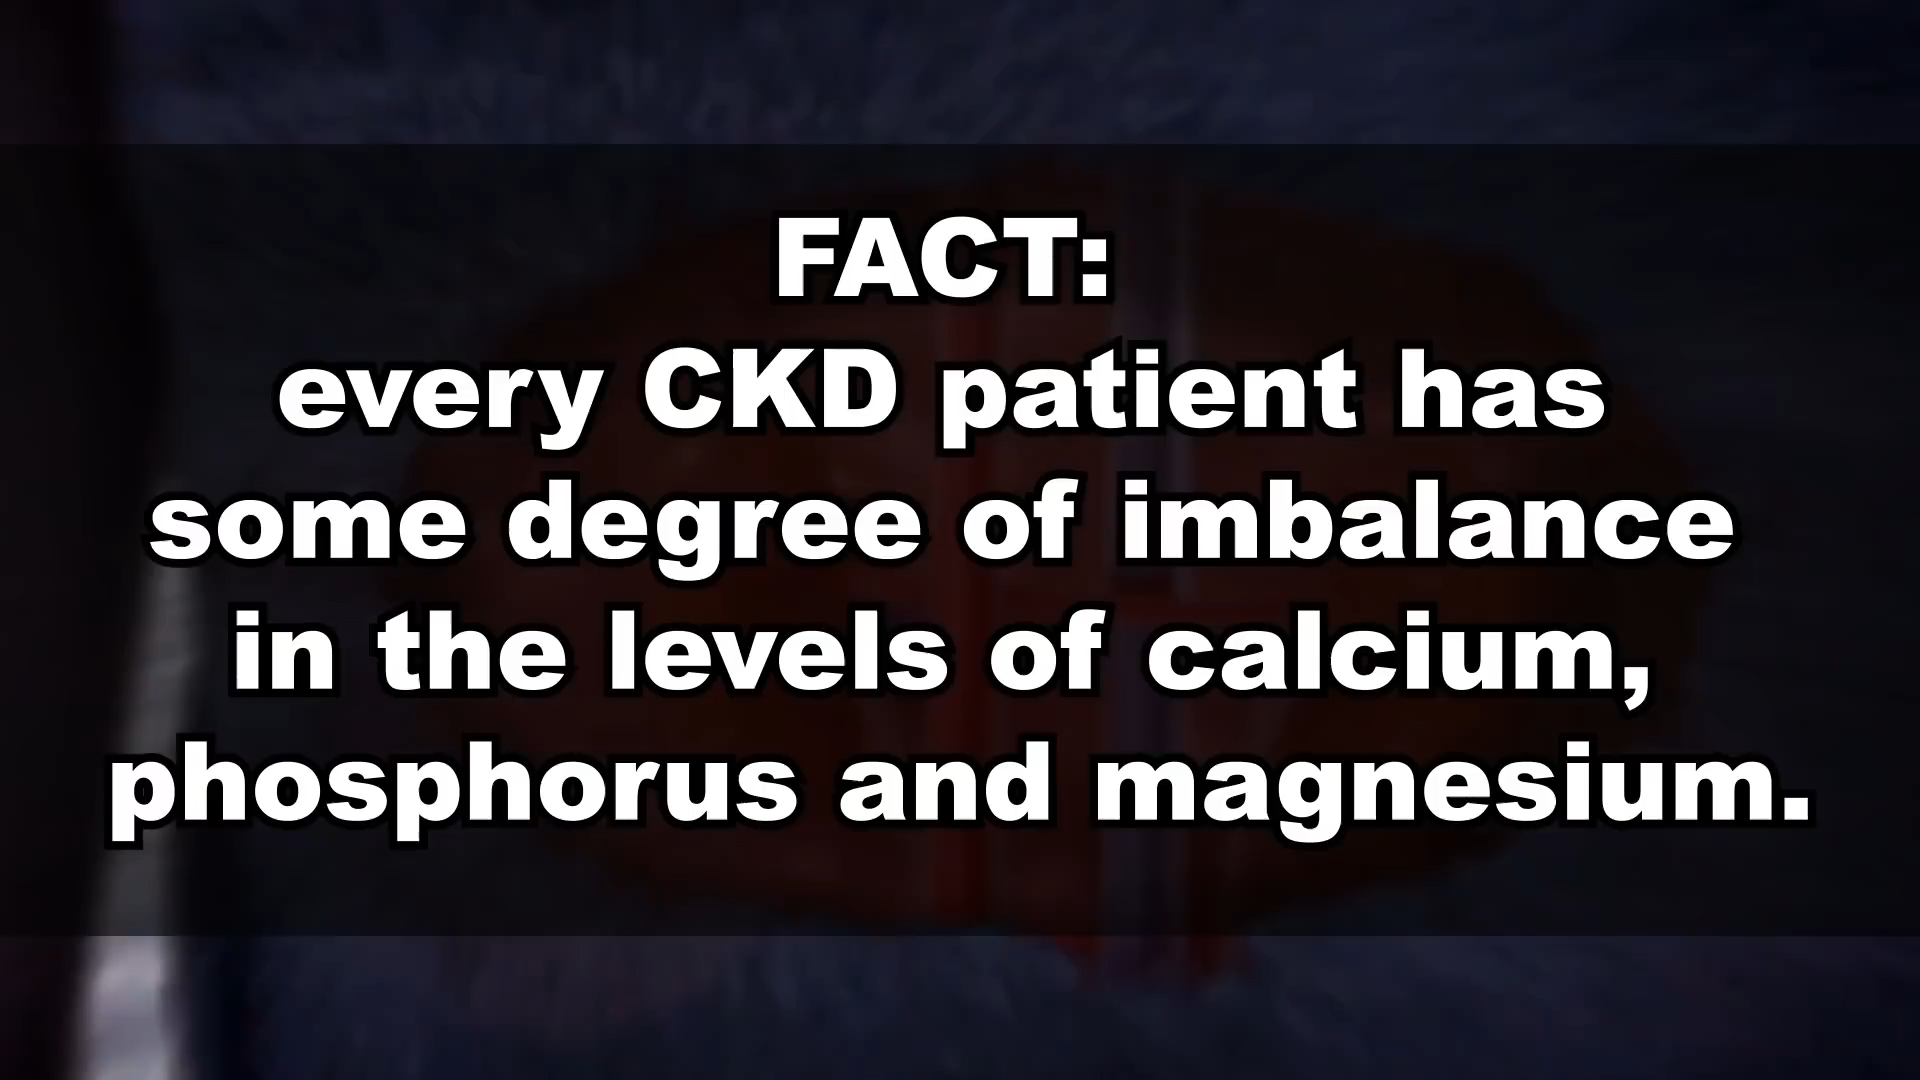 FACT:
every CKD patient has
some degree of imbalance
in the levels of calcium,
phosphorus and magnesium.